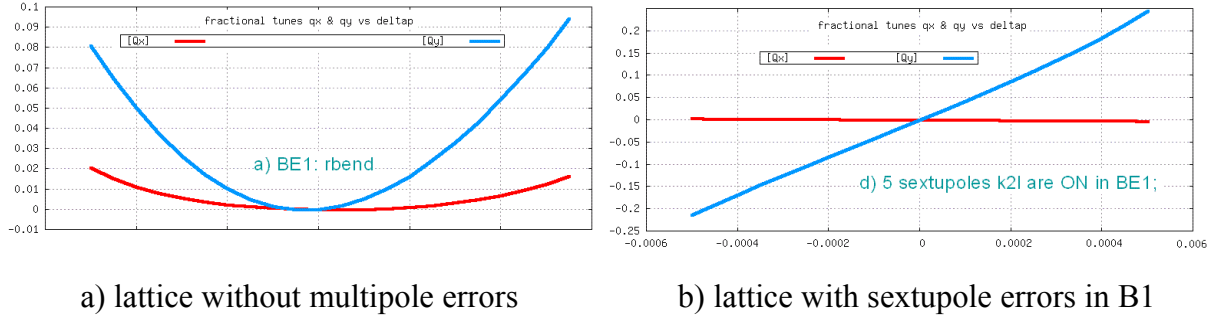 fractional tunes qx & qy vs deltap
[Qx] [Qy]
0.1
0.09
0.08
0.07
0.06
0.05
0.04
0.03
0.02
0.01
0
-0.01
a) BE1: rbend
fractional tunes qx & qy vs deltap
[Qx] [Qy]
0.2
0.15
0.1
0.05
0
-0.05
-0.1
-0.15
-0.2
-0.25
d) 5 sextupoles k2l are ON in BE1;
-0.0006 -0.0004 -0.0002 0 0.0002 0.0004 0.006
a) lattice without multipole errors
b) lattice with sextupole errors in B1